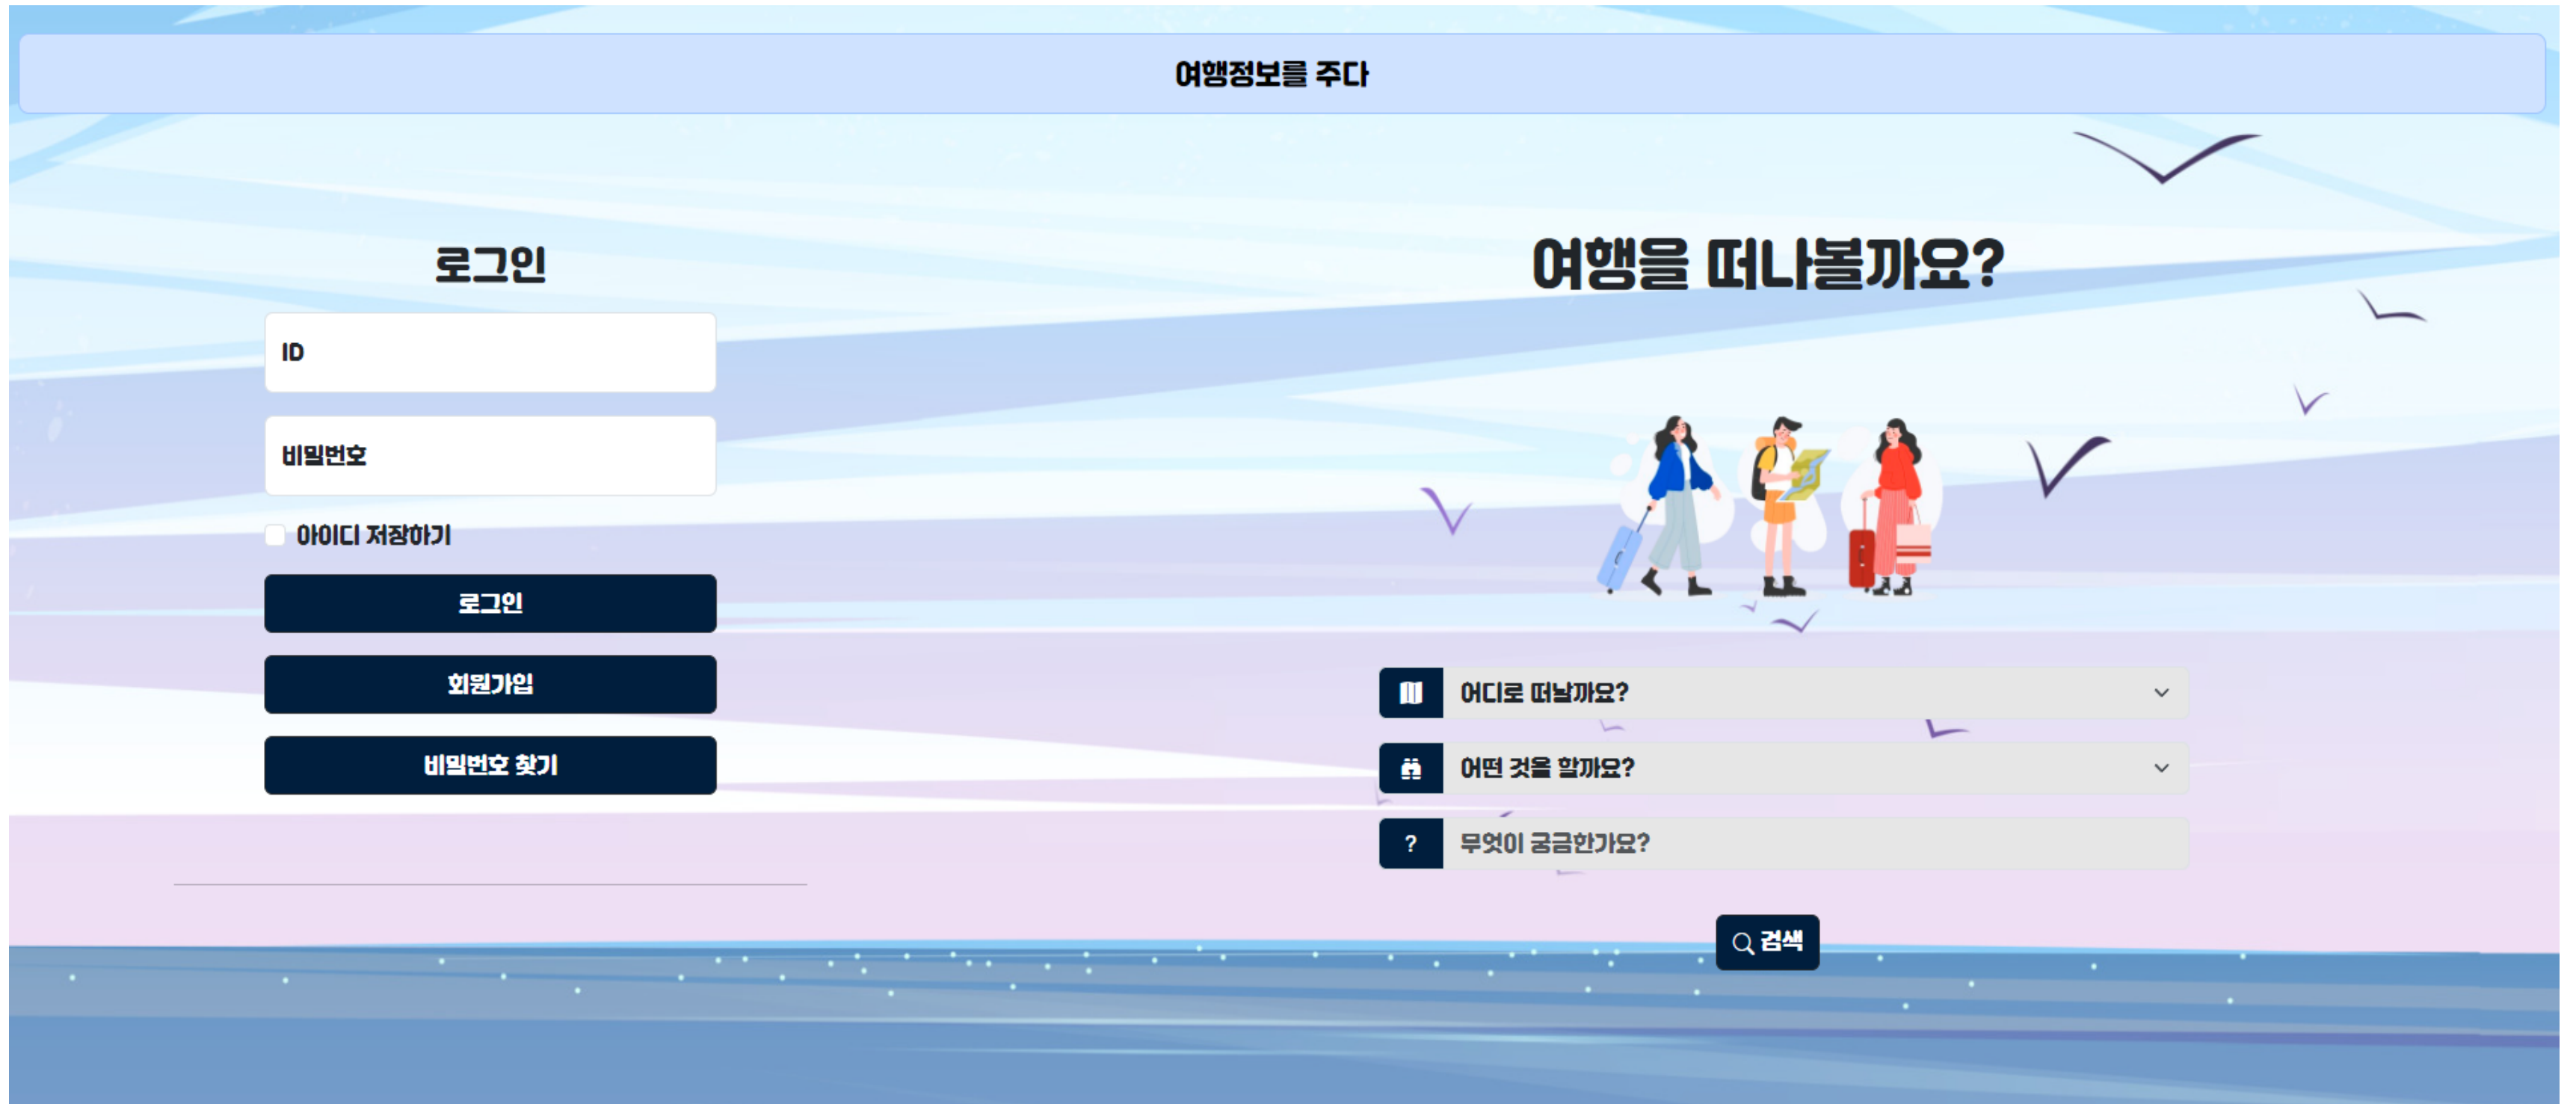 여행정보를 주다
로그인
ID
비밀번호
아이디 저장하기
로그인
회원가입
비밀번호 찾기
여행을 떠나볼까요?
어디로 떠날까요?
어떤 것을 할까요?
? 무엇이 궁금한가요?
검색